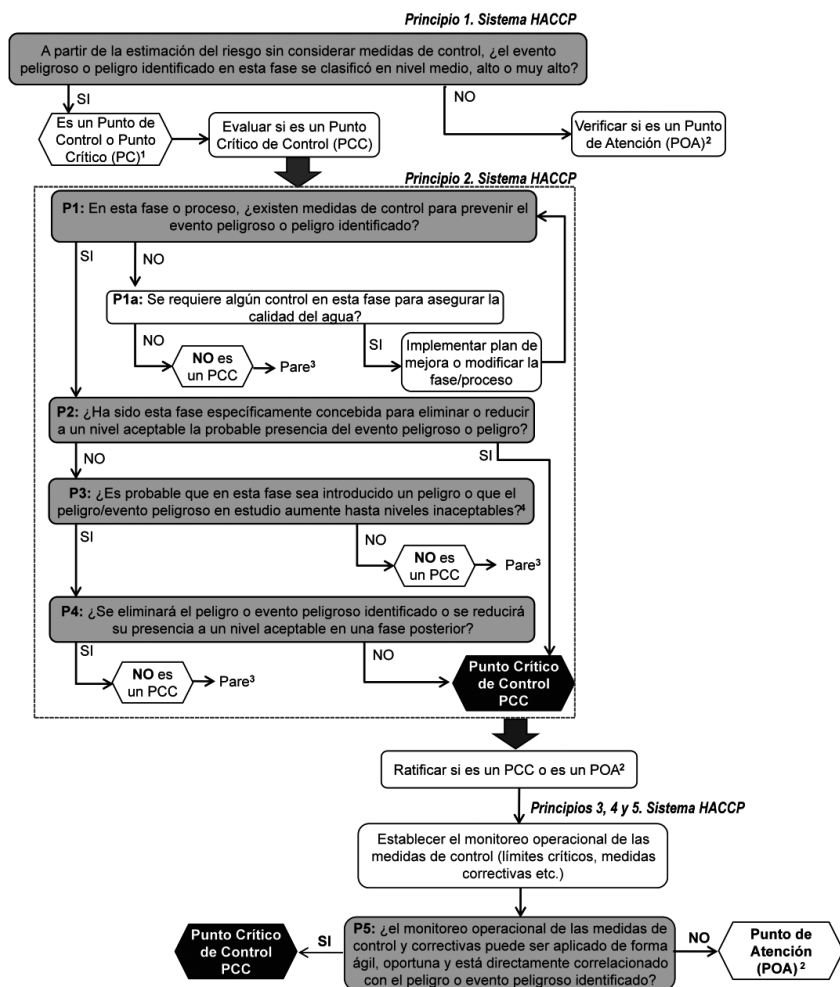 Principio 1. Sistema HACCP
A partir de la estimación del riesgo sin considerar medidas de control, ¿el evento
peligroso o peligro identificado en esta fase se clasificó en nivel medio, alto o muy alto?
SI
NO
Es un Punto de
Control o Punto
Crítico (PC)¹
Evaluar si es un Punto
Crítico de Control (PCC)
Verificar si es un Punto
de Atención (POA)²
Principio 2. Sistema HACCP
P1: En esta fase o proceso, ¿existen medidas de control para prevenir el
evento peligroso o peligro identificado?
SI
NO
P1a: Se requiere algún control en esta fase para asegurar la
calidad del agua?
NO
SI
NO es
un PCC
Pare³
Implementar plan de
mejora o modificar la
fase/proceso
P2: ¿Ha sido esta fase específicamente concebida para eliminar o reducir
a un nivel aceptable la probable presencia del evento peligroso o peligro?
NO
SI
P3: ¿Es probable que en esta fase sea introducido un peligro o que el
peligro/evento peligroso en estudio aumente hasta niveles inaceptables?⁴
SI
NO
NO es
un PCC
Pare³
P4: ¿Se eliminará el peligro o evento peligroso identificado o se reducirá
su presencia a un nivel aceptable en una fase posterior?
SI
NO
NO es
un PCC
Pare³
Punto Crítico
de Control
PCC
Ratificar si es un PCC o es un POA²
Principios 3, 4 y 5. Sistema HACCP
Establecer el monitoreo operacional de las
medidas de control (límites críticos, medidas
correctivas etc.)
P5: ¿el monitoreo operacional de las medidas de
control y correctivas puede ser aplicado de forma
ágil, oportuna y está directamente correlacionado
con el peligro o evento peligroso identificado?
SI
NO
Punto Crítico
de Control
PCC
Punto de
Atención
(POA)²